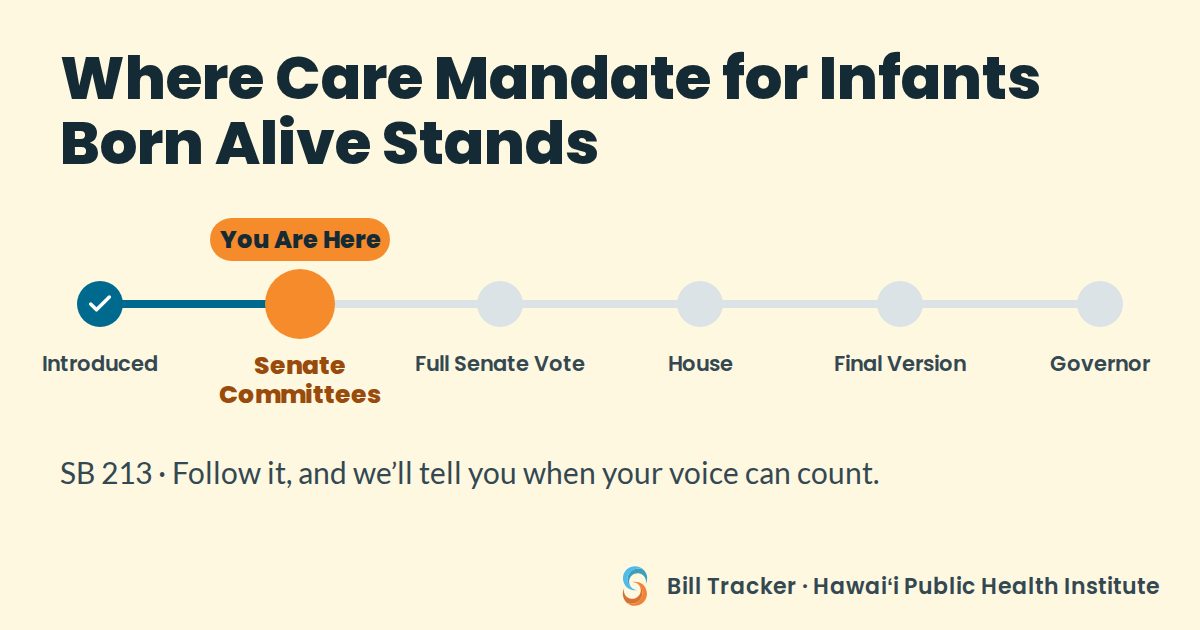 Where Care Mandate for Infants
Born Alive Stands
You Are Here
Introduced
Senate
Committees
Full Senate Vote
House
Final Version
Governor
SB 213 · Follow it, and we’ll tell you when your voice can count.
Bill Tracker · Hawaiʻi Public Health Institute